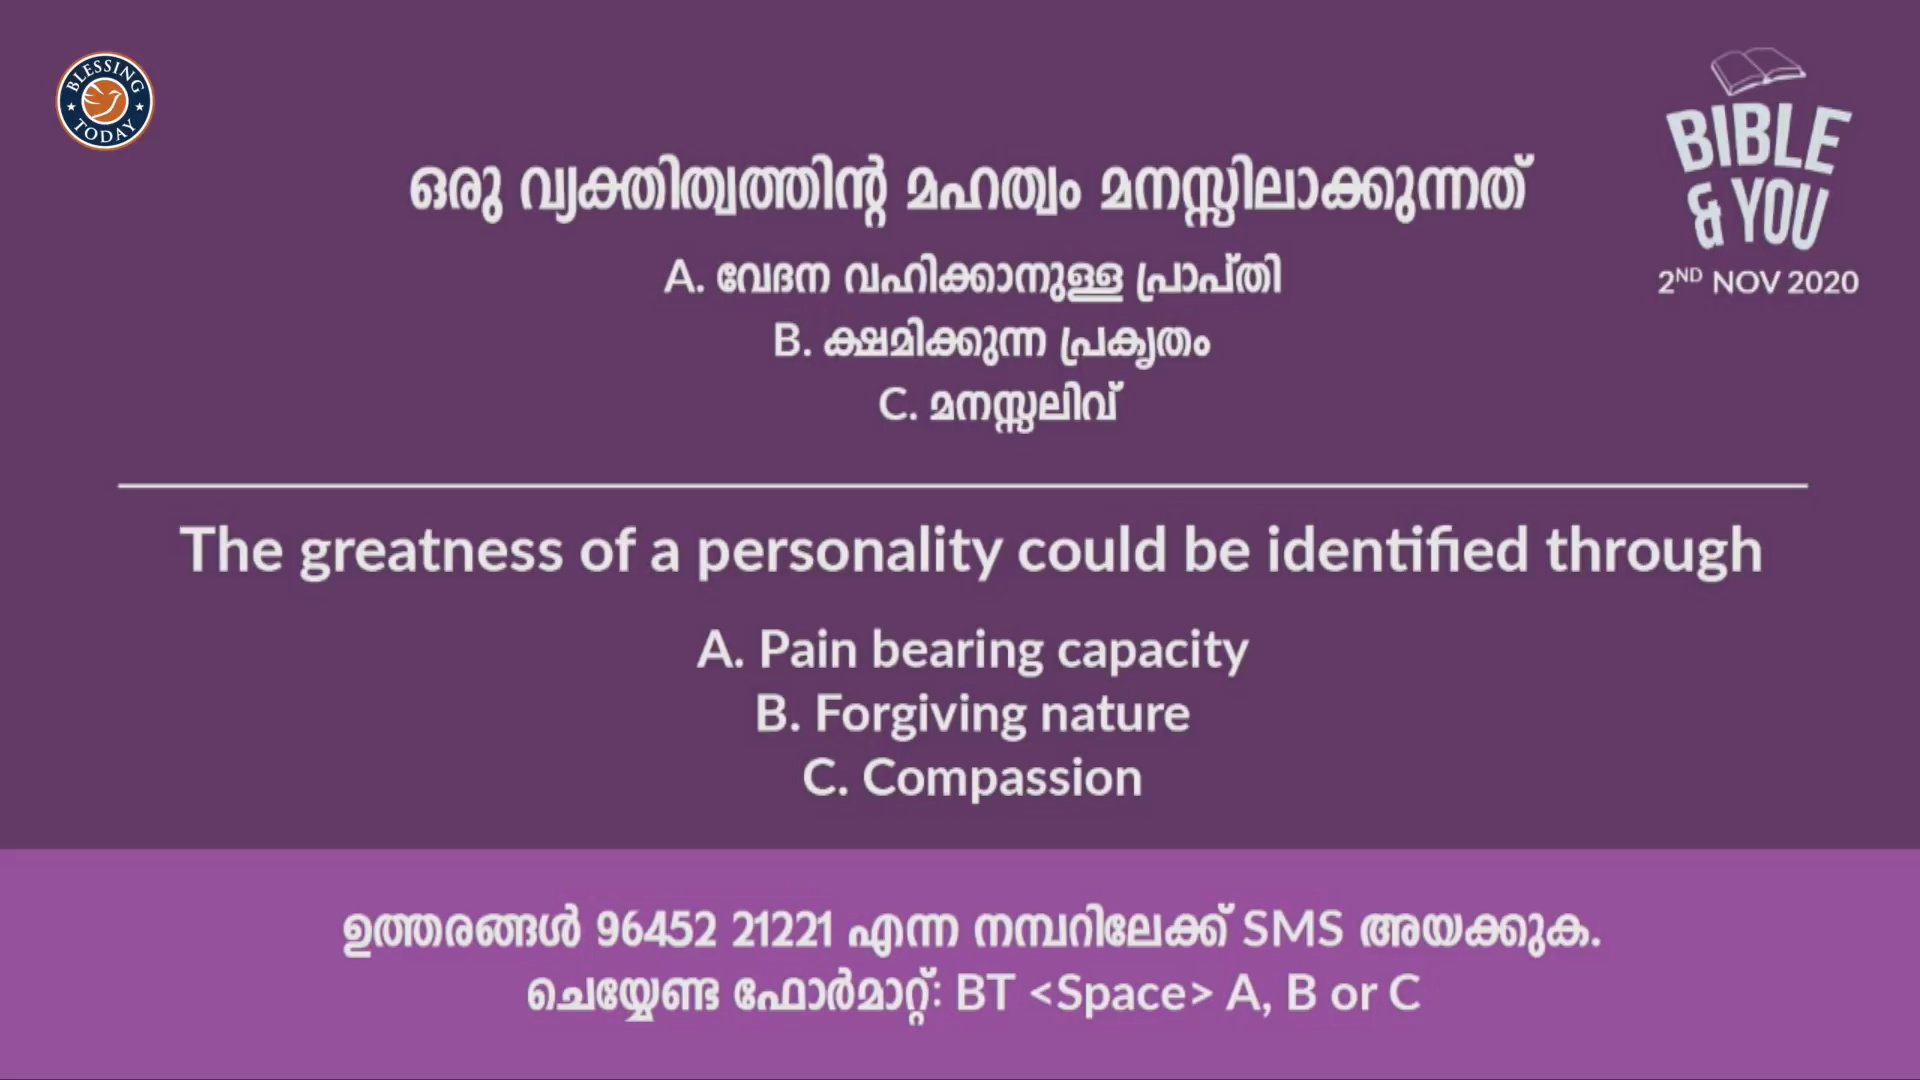 BLESSING
TODAY
BIBLE
& YOU
2ND NOV 2020
ഒരു വ്യക്തിത്വത്തിന്റ മഹത്വം മനസ്സിലാക്കുന്നത്
A. വേദന വഹിക്കാനുള്ള പ്രാപ്തി
B. ക്ഷമിക്കുന്ന പ്രകൃതം
C. മനസ്സലിവ്
The greatness of a personality could be identified through
A. Pain bearing capacity
B. Forgiving nature
C. Compassion
ഉത്തരങ്ങൾ 96452 21221 എന്ന നമ്പറിലേക്ക് SMS അയക്കുക.
ചെയ്യേണ്ട ഫോർമാറ്റ്: BT <Space> A, B or C